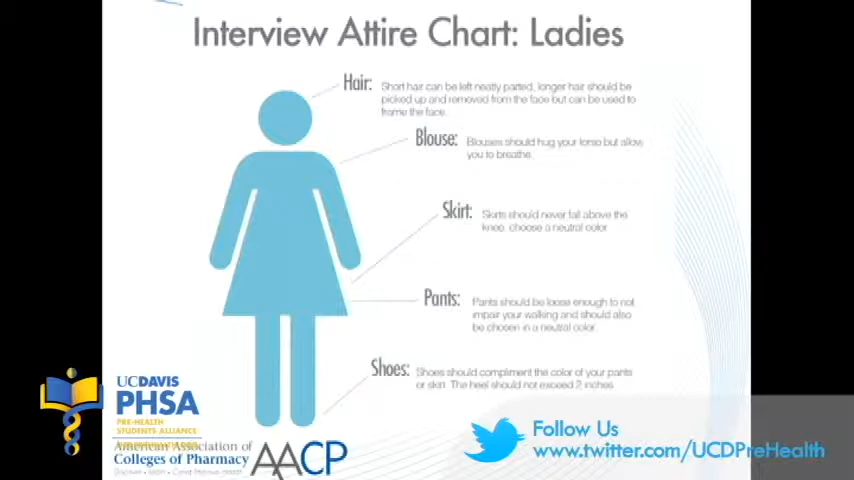 Interview Attire Chart: Ladies
Hair: Short hair can be left neatly parted, longer hair should be
picked up and removed from the face but can be used to
frame the face.
Blouse: Blouses should hug your torso but allow
you to breathe.
Skirt: Skirts should never fall above the
knee, choose a neutral color
Pants: Pants should be loose enough to not
impair your walking and should also
be chosen in a neutral color
Shoes: Shoes should compliment the color of your pants
or skirt. The heel should not exceed 2 inches
UCDAVIS
PHSA
PRE-HEALTH
STUDENTS ALLIANCE
American Association of
Colleges of Pharmacy
AACP
Follow Us
www.twitter.com/UCDPreHealth